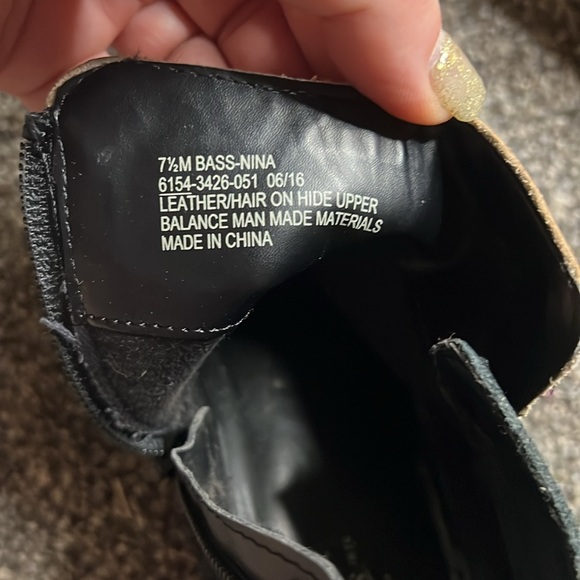 7½M BASS-NINA
6154-3426-051 06/16
LEATHER/HAIR ON HIDE UPPER
BALANCE MAN MADE MATERIALS
MADE IN CHINA